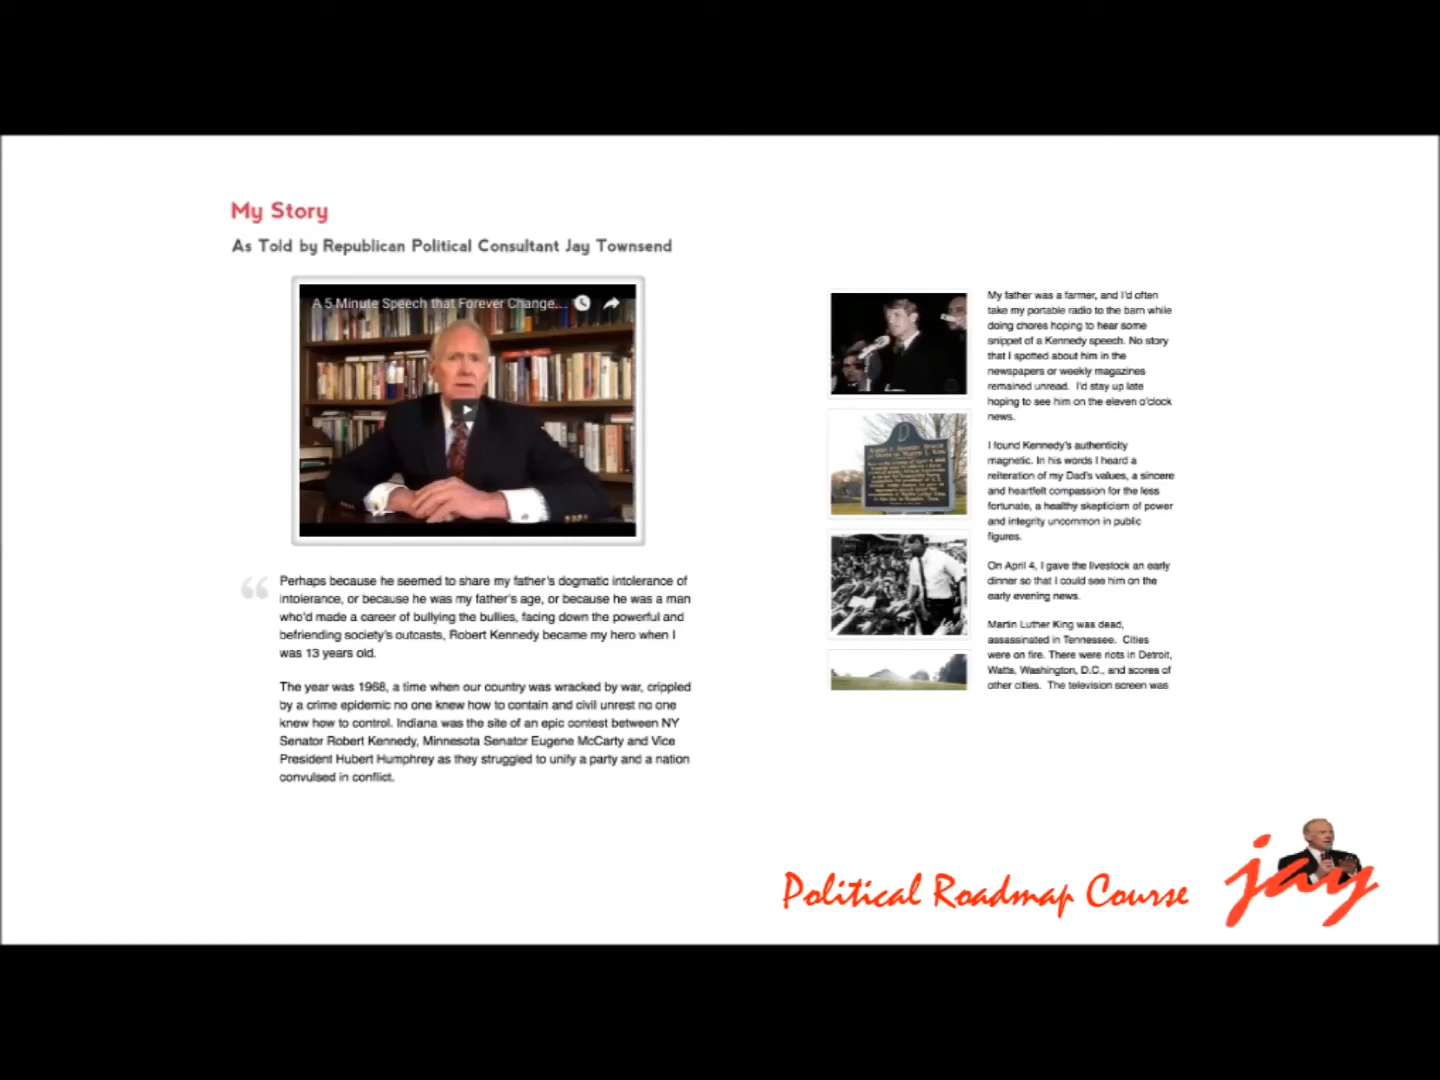 My Story
As Told by Republican Political Consultant Jay Townsend
A 5 Minute Speech that Forever Change...
Perhaps because he seemed to share my father's dogmatic intolerance of
intolerance, or because he was my father's age, or because he was a man
who'd made a career of bullying the bullies, facing down the powerful and
befriending society's outcasts, Robert Kennedy became my hero when I
was 13 years old.
The year was 1968, a time when our country was wracked by war, crippled
by a crime epidemic no one knew how to contain and civil unrest no one
knew how to control. Indiana was the site of an epic contest between NY
Senator Robert Kennedy, Minnesota Senator Eugene McCarty and Vice
President Hubert Humphrey as they struggled to unify a party and a nation
convulsed in conflict.
My father was a farmer, and I'd often
take my portable radio to the barn while
doing chores hoping to hear some
snippet of a Kennedy speech. No story
that I spotted about him in the
newspapers or weekly magazines
remained unread. I'd stay up late
hoping to see him on the eleven o'clock
news.
I found Kennedy's authenticity
magnetic. In his words I heard a
reiteration of my Dad's values, a sincere
and heartfelt compassion for the less
fortunate, a healthy skepticism of power
and integrity uncommon in public
figures.
On April 4, I gave the livestock an early
dinner so that I could see him on the
early evening news.
Martin Luther King was dead,
assassinated in Tennessee. Cities
were on fire. There were riots in Detroit,
Watts, Washington, D.C., and scores of
other cities. The television screen was
Political Roadmap Course
jay